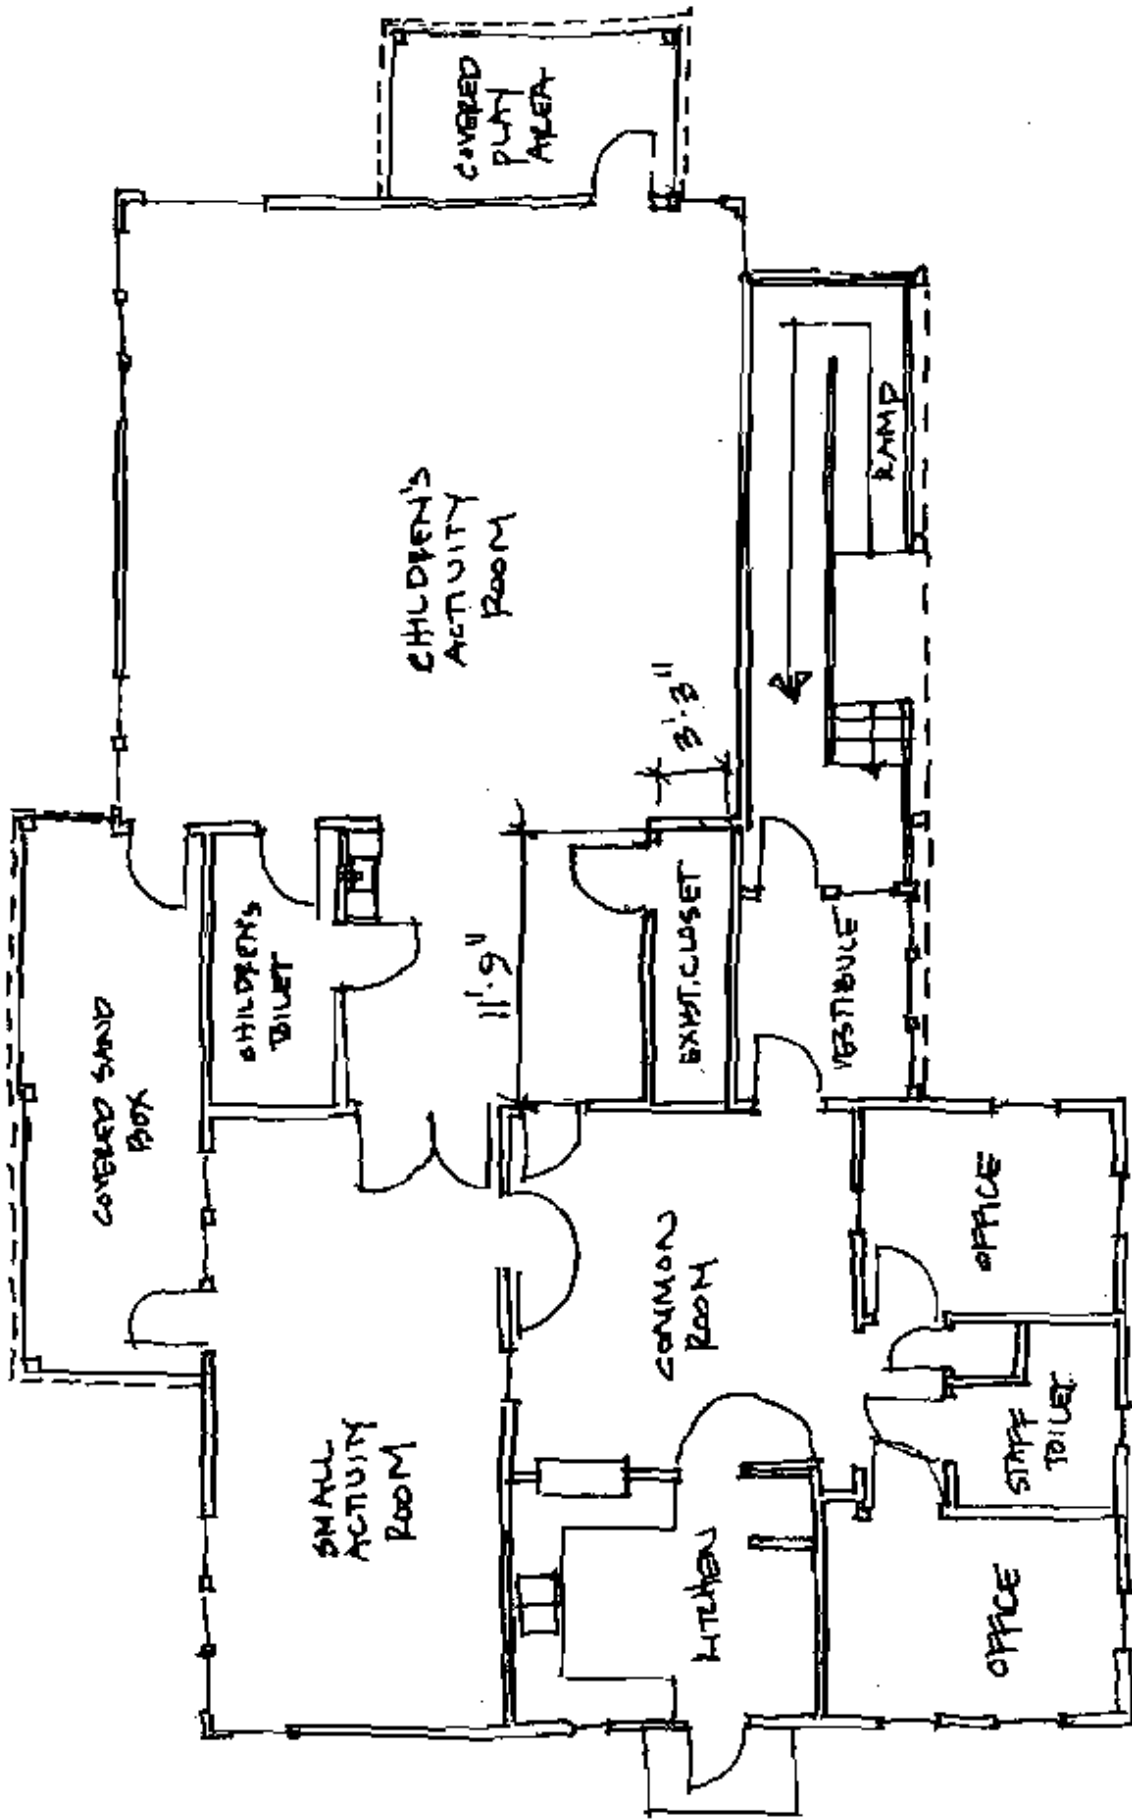 COVERED
PLAY
AREA
CHILDREN'S
ACTIVITY
ROOM
RAMP
3'-3"
11'-9"
CHILDREN'S
TOILET
EXIST. CLOSET
VESTIBULE
COVERED SAND
BOX
SMALL
ACTIVITY
ROOM
COMMON
ROOM
OFFICE
STAFF
TOILET
KITCHEN
OFFICE